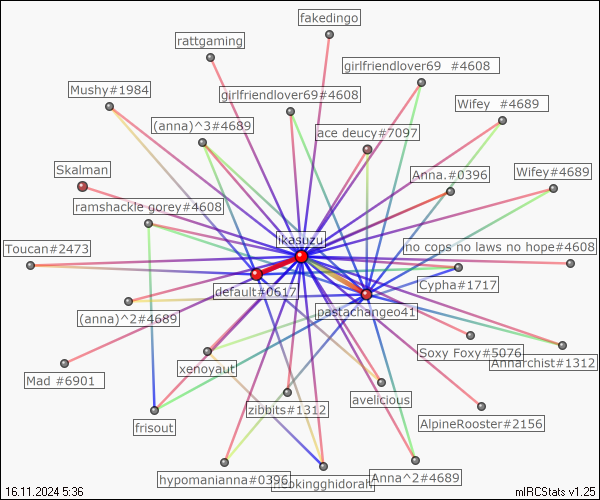 fakedingo
rattgaming
girlfriendlover69 #4608
Mushy#1984
girlfriendlover69#4608
Wifey #4689
(anna)^3#4689
ace deucy#7097
Skalman
Anna.#0396
Wifey#4689
ramshackle gorey#4608
ikasuzu
Toucan#2473
no cops no laws no hope#4608
default#0617
Cypha#1717
pastachangeo41
(anna)^2#4689
Soxy Foxy#5076
Annarchist#1312
xenoyaut
Mad #6901
avelicious
zibbits#1312
frisout
AlpineRooster#2156
hypomanianna#0396
Anna^2#4689
16.11.2024 5:36
mIRCStats v1.25